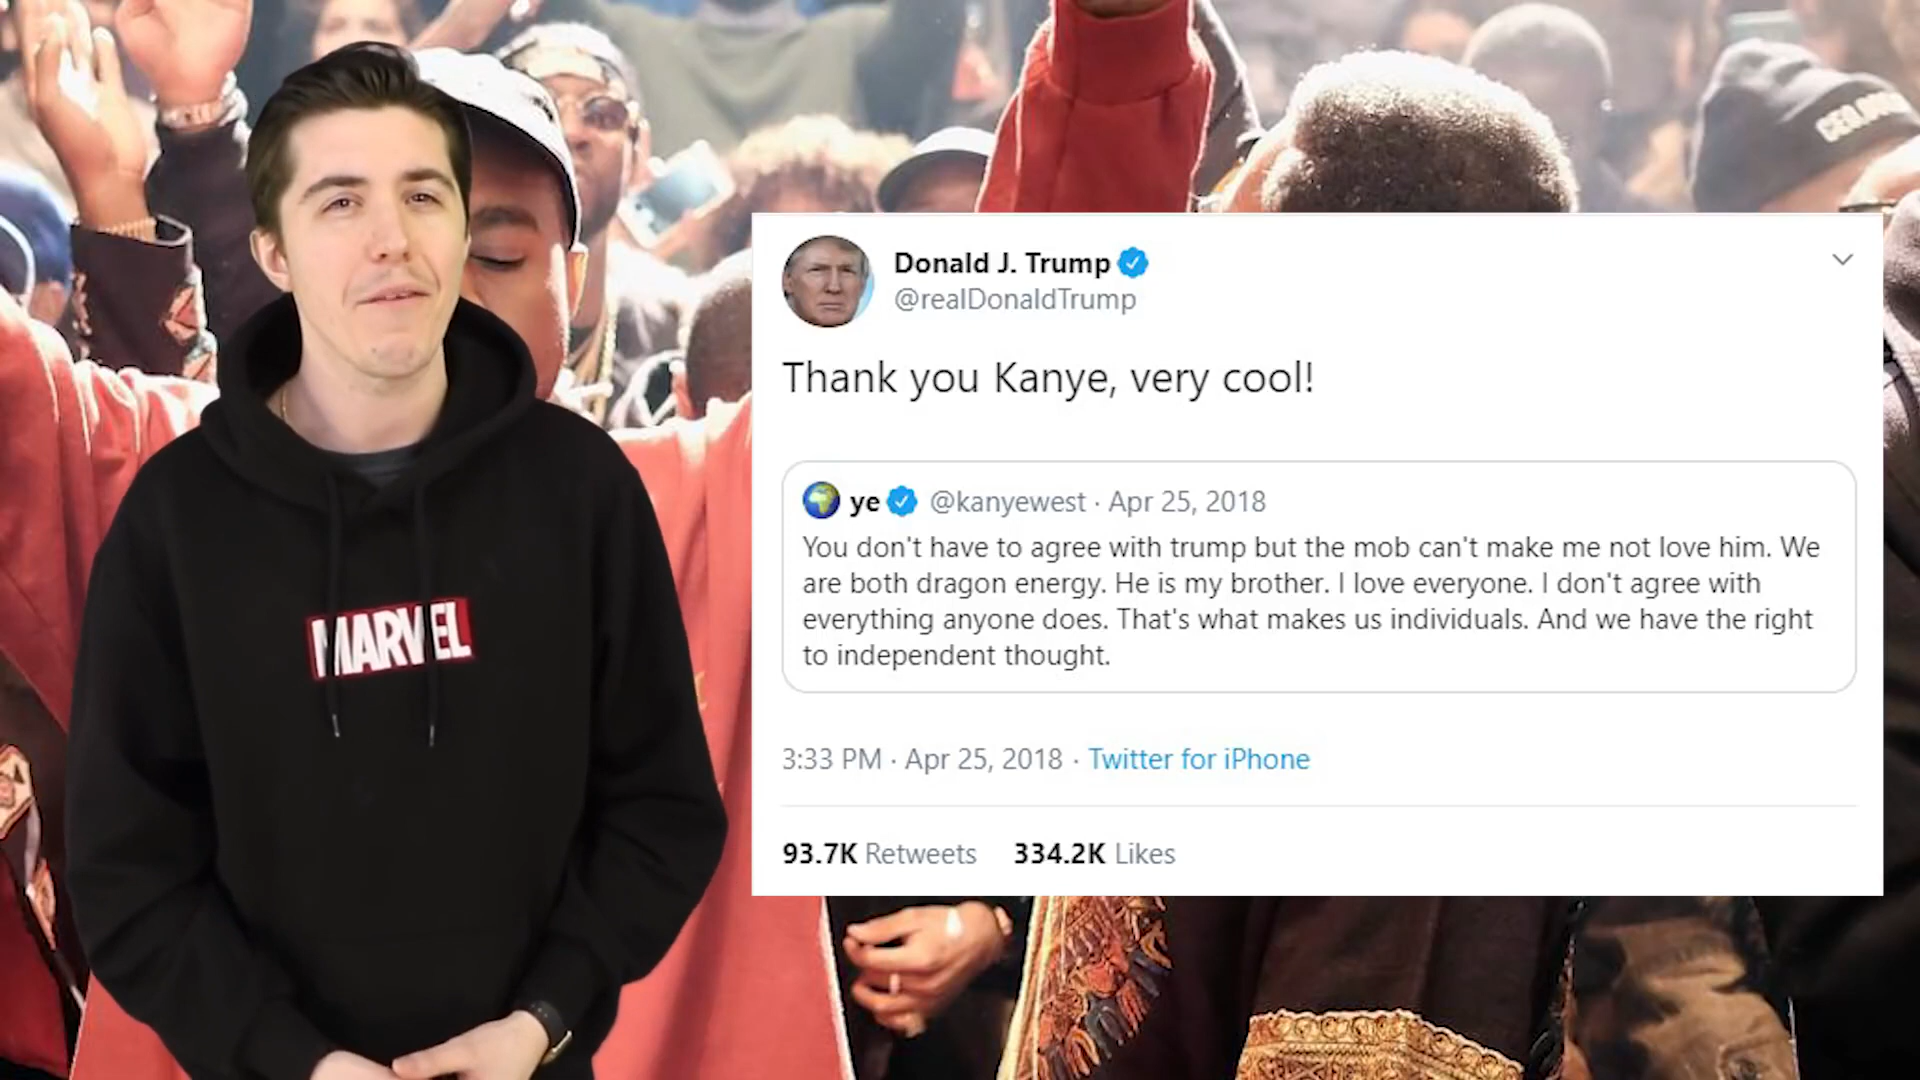 MARVEL
Donald J. Trump
@realDonaldTrump
Thank you Kanye, very cool!
ye @kanyewest · Apr 25, 2018
You don't have to agree with trump but the mob can't make me not love him. We
are both dragon energy. He is my brother. I love everyone. I don't agree with
everything anyone does. That's what makes us individuals. And we have the right
to independent thought.
3:33 PM · Apr 25, 2018 · Twitter for iPhone
93.7K Retweets 334.2K Likes